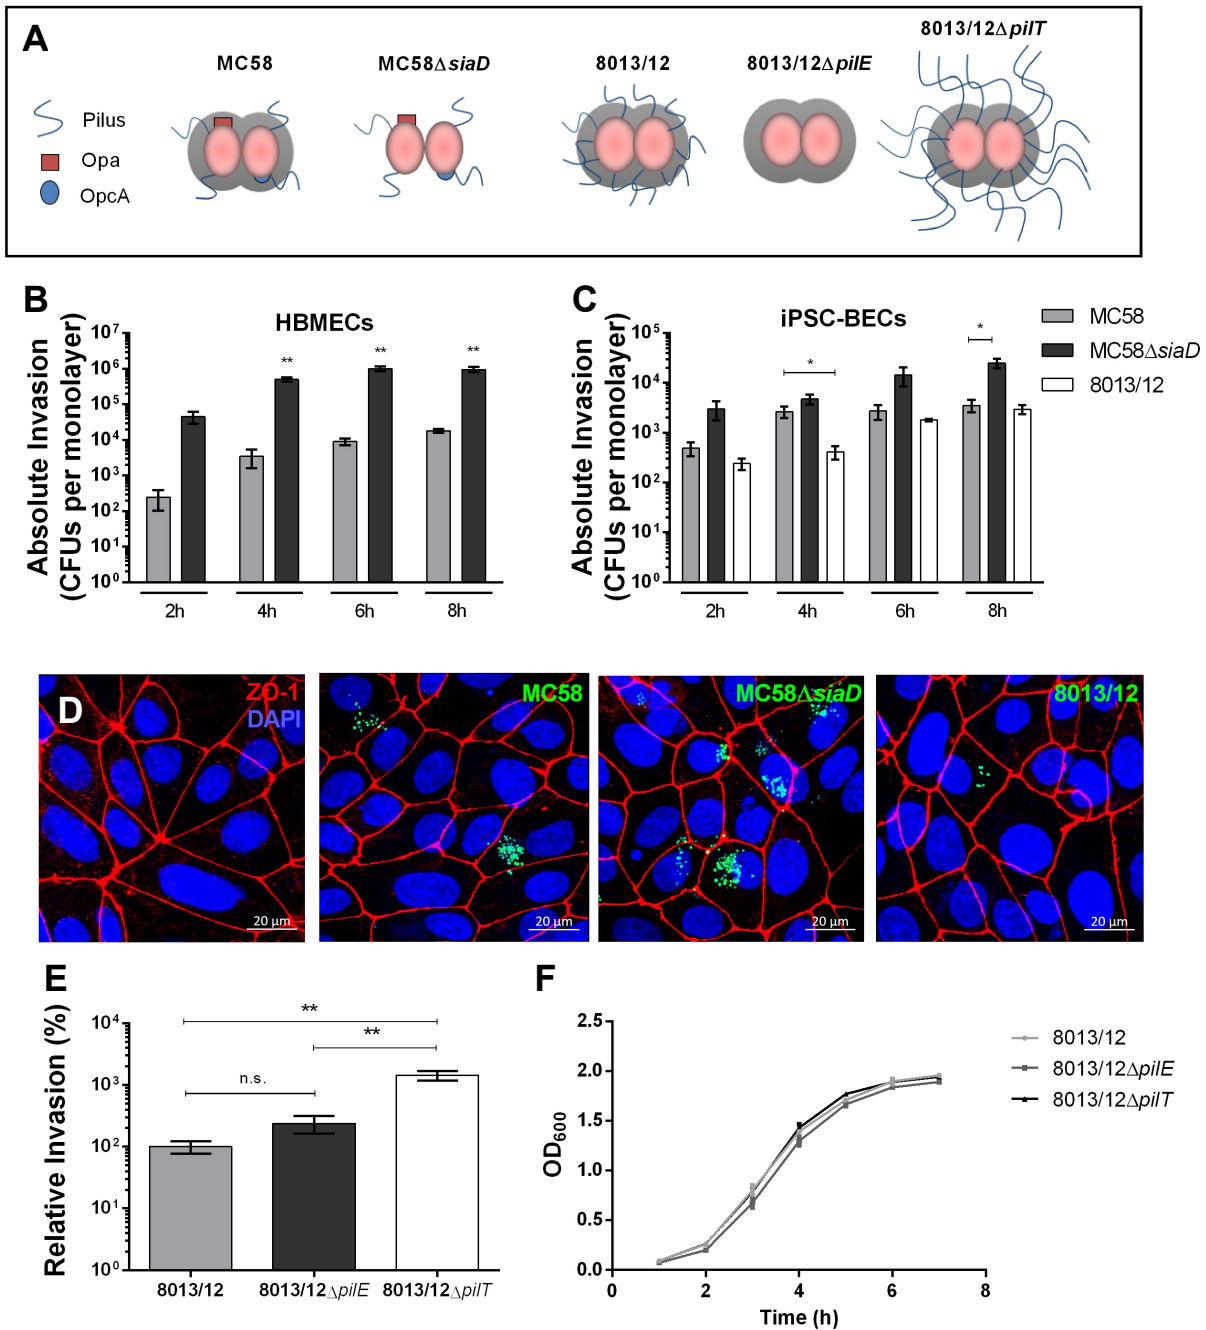 A
MC58
MC58ΔsiaD
8013/12
8013/12ΔpilE
8013/12ΔpilT
Pilus
Opa
OpcA
B
HBMECs
Absolute Invasion
(CFUs per monolayer)
10⁷
10⁶
10⁵
10⁴
10³
10²
10¹
10⁰
**
**
**
2h
4h
6h
8h
C
iPSC-BECs
Absolute Invasion
(CFUs per monolayer)
10⁵
10⁴
10³
10²
10¹
10⁰
*
*
2h
4h
6h
8h
MC58
MC58ΔsiaD
8013/12
D
ZO-1
DAPI
20 µm
MC58
20 µm
MC58ΔsiaD
20 µm
8013/12
20 µm
E
Relative Invasion (%)
10⁴
10³
10²
10¹
10⁰
**
**
n.s.
8013/12
8013/12ΔpilE
8013/12ΔpilT
F
OD₆₀₀
2.5
2.0
1.5
1.0
0.5
0.0
0
2
4
6
8
Time (h)
8013/12
8013/12ΔpilE
8013/12ΔpilT